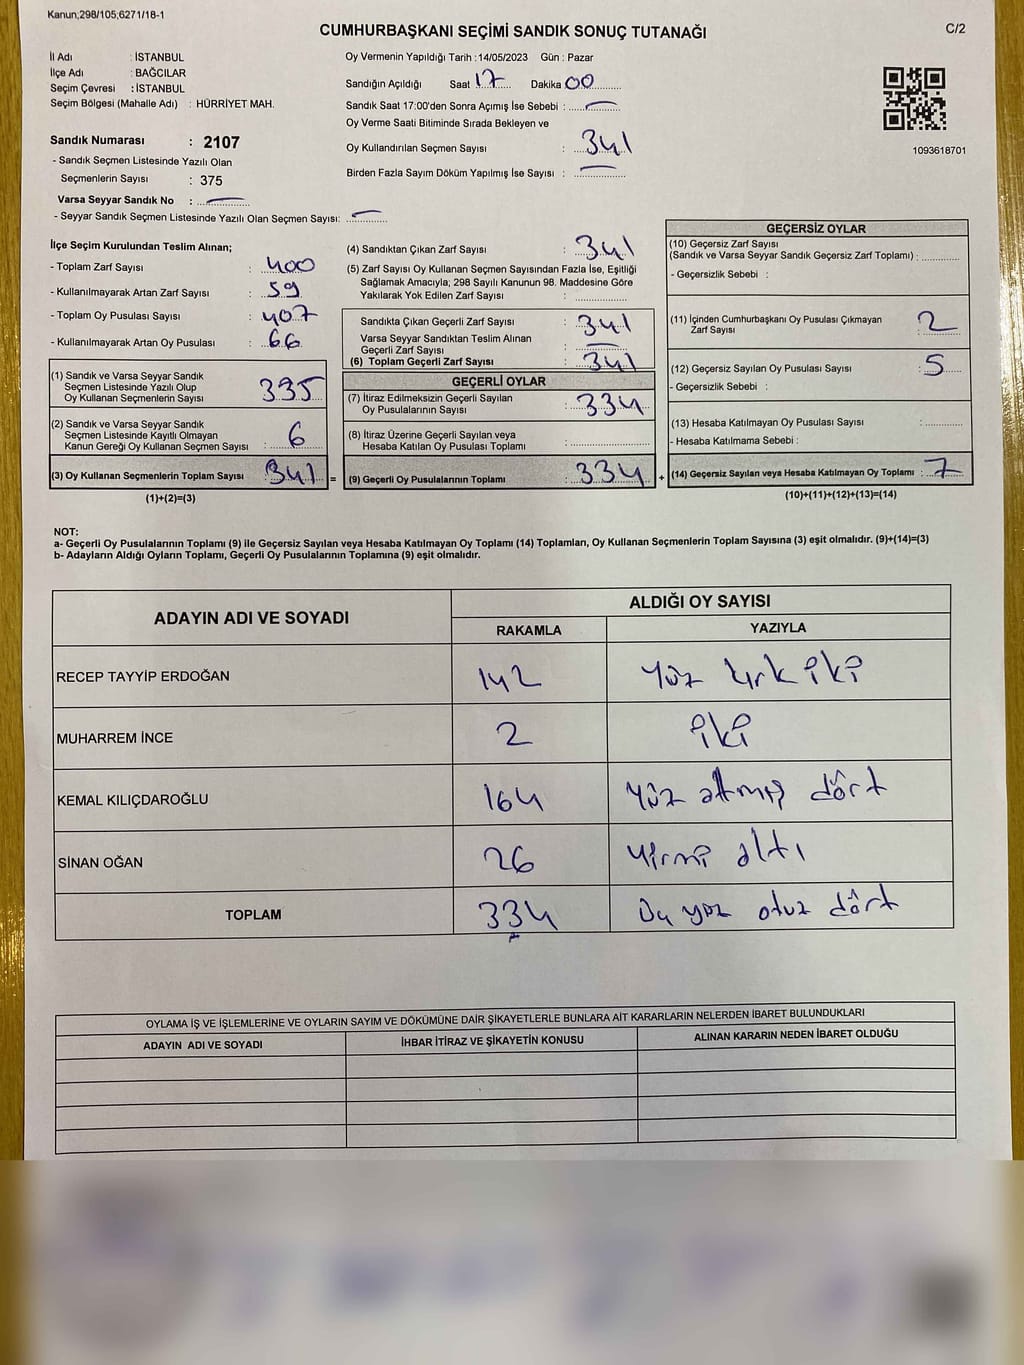 Kanun,298/105,6271/18-1
CUMHURBAŞKANI SEÇİMİ SANDIK SONUÇ TUTANAĞI
C/2
İl Adı : İSTANBUL
İlçe Adı : BAĞCILAR
Seçim Çevresi : İSTANBUL
Seçim Bölgesi (Mahalle Adı) : HÜRRİYET MAH.
Sandık Numarası : 2107
- Sandık Seçmen Listesinde Yazılı Olan
Seçmenlerin Sayısı : 375
Varsa Seyyar Sandık No : —
- Seyyar Sandık Seçmen Listesinde Yazılı Olan Seçmen Sayısı: —
Oy Vermenin Yapıldığı Tarih :14/05/2023 Gün : Pazar
Sandığın Açıldığı Saat 17 Dakika 00
Sandık Saat 17:00'den Sonra Açımış İse Sebebi : —
Oy Verme Saati Bitiminde Sırada Bekleyen ve
Oy Kullandırılan Seçmen Sayısı : 341
Birden Fazla Sayım Döküm Yapılmış İse Sayısı : —
1093618701
İlçe Seçim Kurulundan Teslim Alınan;
- Toplam Zarf Sayısı : 400
- Kullanılmayarak Artan Zarf Sayısı : 59
- Toplam Oy Pusulası Sayısı : 407
- Kullanılmayarak Artan Oy Pusulası : 66
(1) Sandık ve Varsa Seyyar Sandık
Seçmen Listesinde Yazılı Olup
Oy Kullanan Seçmenlerin Sayısı 335
(2) Sandık ve Varsa Seyyar Sandık
Seçmen Listesinde Kayıtlı Olmayan
Kanun Gereği Oy Kullanan Seçmen Sayısı : 6
(3) Oy Kullanan Seçmenlerin Toplam Sayısı 341 =
(1)+(2)=(3)
(4) Sandıktan Çıkan Zarf Sayısı : 341
(5) Zarf Sayısı Oy Kullanan Seçmen Sayısından Fazla İse, Eşitliği
Sağlamak Amacıyla; 298 Sayılı Kanunun 98. Maddesine Göre
Yakılarak Yok Edilen Zarf Sayısı :
Sandıkta Çıkan Geçerli Zarf Sayısı : 341
Varsa Seyyar Sandıktan Teslim Alınan
Geçerli Zarf Sayısı : —
(6) Toplam Geçerli Zarf Sayısı : 341
GEÇERLİ OYLAR
(7) İtiraz Edilmeksizin Geçerli Sayılan
Oy Pusulalarının Sayısı : 334
(8) İtiraz Üzerine Geçerli Sayılan veya
Hesaba Katılan Oy Pusulası Toplamı :
(9) Geçerli Oy Pusulalarının Toplamı : 334 +
GEÇERSİZ OYLAR
(10) Geçersiz Zarf Sayısı
(Sandık ve Varsa Seyyar Sandık Geçersiz Zarf Toplamı) :
- Geçersizlik Sebebi :
(11) İçinden Cumhurbaşkanı Oy Pusulası Çıkmayan
Zarf Sayısı : 2
(12) Geçersiz Sayılan Oy Pusulası Sayısı : 5
- Geçersizlik Sebebi :
(13) Hesaba Katılmayan Oy Pusulası Sayısı :
- Hesaba Katılmama Sebebi :
(14) Geçersiz Sayılan veya Hesaba Katılmayan Oy Toplamı : 7
(10)+(11)+(12)+(13)=(14)
NOT:
a- Geçerli Oy Pusulalarının Toplamı (9) ile Geçersiz Sayılan veya Hesaba Katılmayan Oy Toplamı (14) Toplamları, Oy Kullanan Seçmenlerin Toplam Sayısına (3) eşit olmalıdır. (9)+(14)=(3)
b- Adayların Aldığı Oyların Toplamı, Geçerli Oy Pusulalarının Toplamına (9) eşit olmalıdır.
ADAYIN ADI VE SOYADI
ALDIĞI OY SAYISI
RAKAMLA YAZIYLA
RECEP TAYYİP ERDOĞAN 142 Yüz kırk iki
MUHARREM İNCE 2 iki
KEMAL KILIÇDAROĞLU 164 Yüz atmış dört
SİNAN OĞAN 26 Yirmi altı
TOPLAM 334 Üç yüz otuz dört
OYLAMA İŞ VE İŞLEMLERİNE VE OYLARIN SAYIM VE DÖKÜMÜNE DAİR ŞİKAYETLERLE BUNLARA AİT KARARLARIN NELERDEN İBARET BULUNDUKLARI
ADAYIN ADI VE SOYADI İHBAR İTİRAZ VE ŞİKAYETİN KONUSU ALINAN KARARIN NEDEN İBARET OLDUĞU